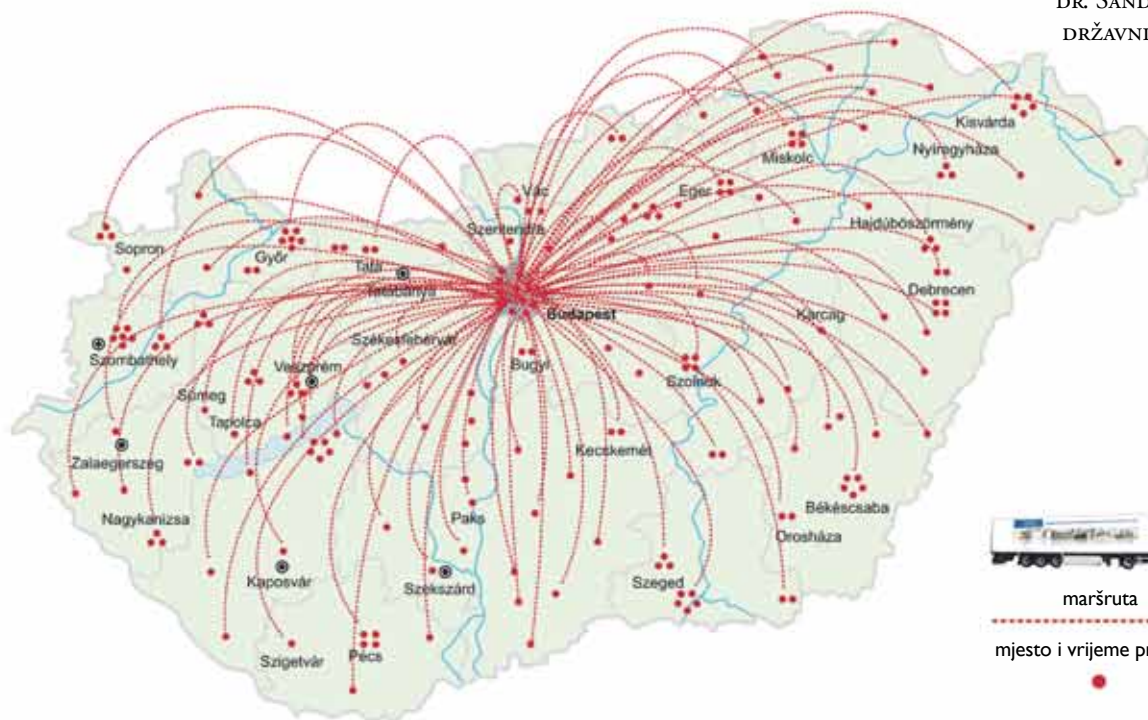 DR. SAND
DRŽAVNI
Kisvárda
Nyíregyháza
Miskolc
Eger
Vác
Szentendre
Hajdúböszörmény
Sopron
Győr
Tata
Tatabánya
Debrecen
Budapest
Karcag
Székesfehérvár
Szombathely
Veszprém
Bugyi
Szolnok
Sümeg
Tapolca
Kecskemét
Zalaegerszeg
Békéscsaba
Nagykanizsa
Paks
Orosháza
Kaposvár
Szekszárd
Szeged
maršruta
mjesto i vrijeme pr
Szigetvár
Pécs